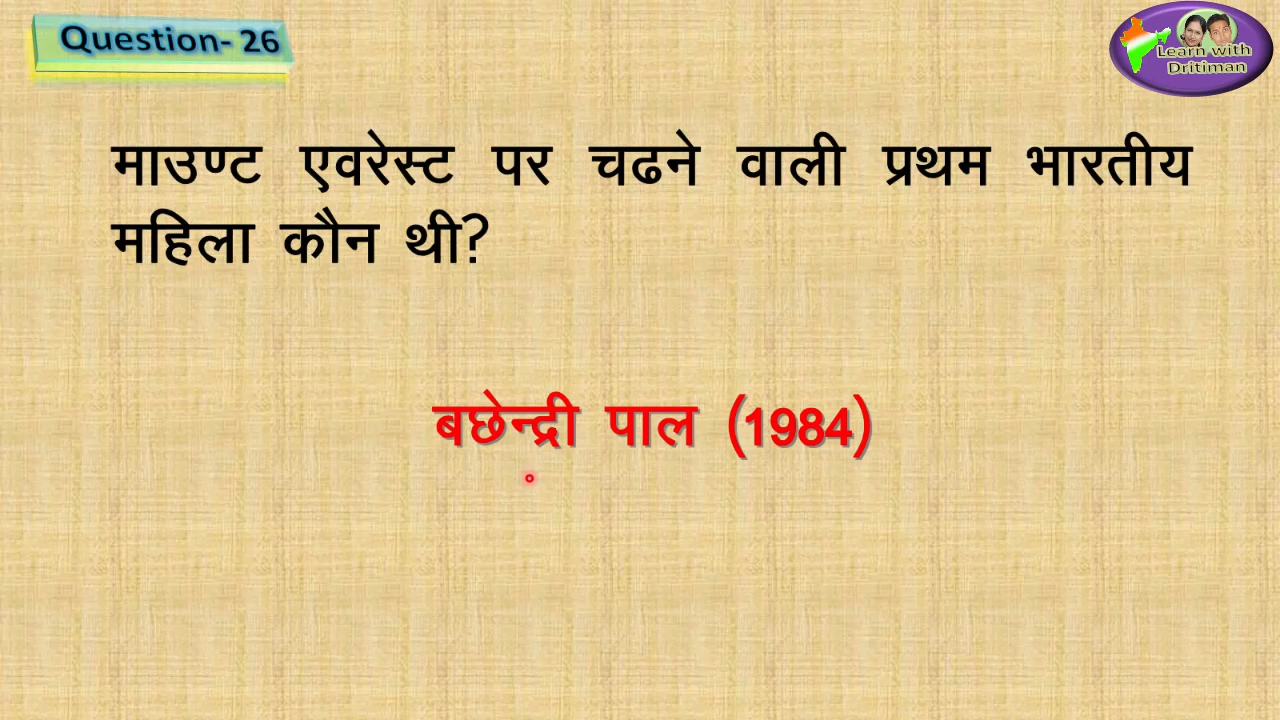 Question- 26
Learn with
Dritiman
माउण्ट एवरेस्ट पर चढने वाली प्रथम भारतीय
महिला कौन थी?
बछेन्द्री पाल (1984)